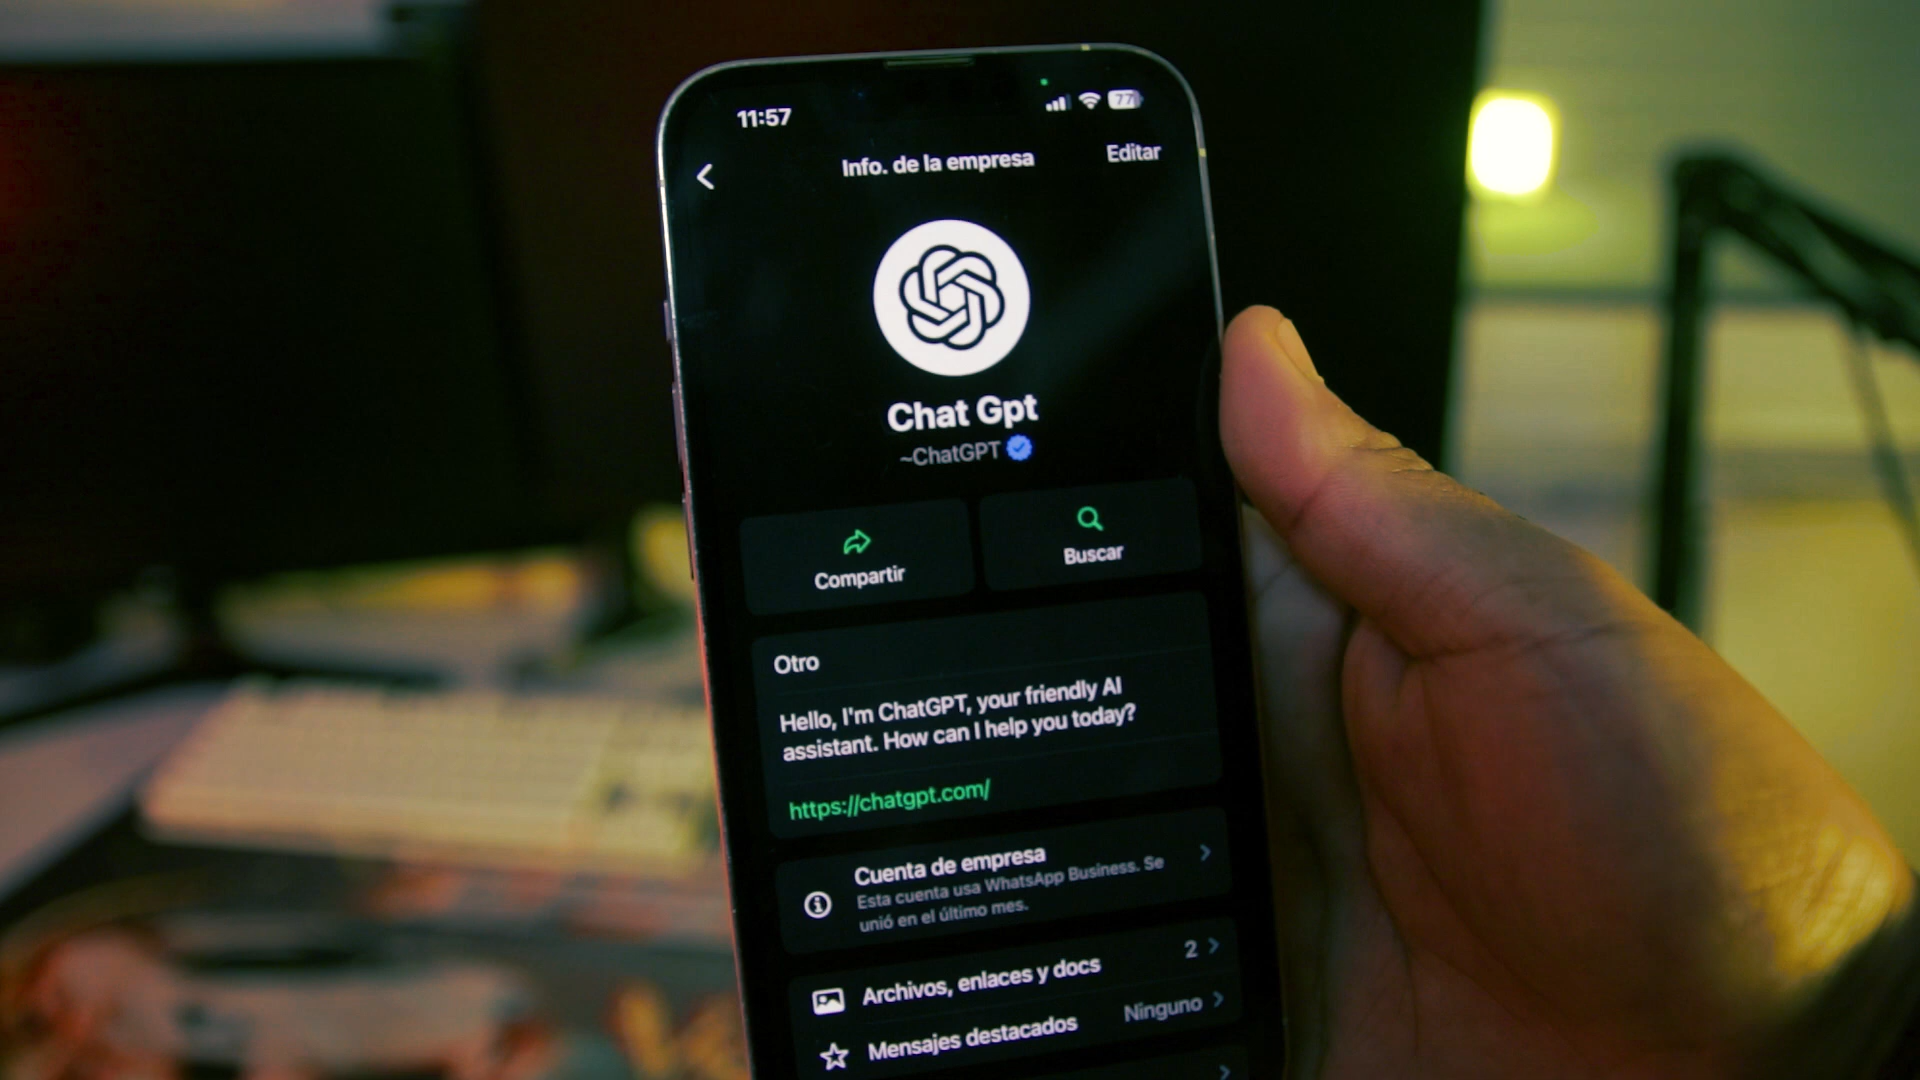 11:57
77
Info. de la empresa
Editar
Chat Gpt
~ChatGPT
Compartir
Buscar
Otro
Hello, I'm ChatGPT, your friendly AI
assistant. How can I help you today?
https://chatgpt.com/
Cuenta de empresa
Esta cuenta usa WhatsApp Business. Se
unió en el último mes.
Archivos, enlaces y docs
2
Mensajes destacados
Ninguno